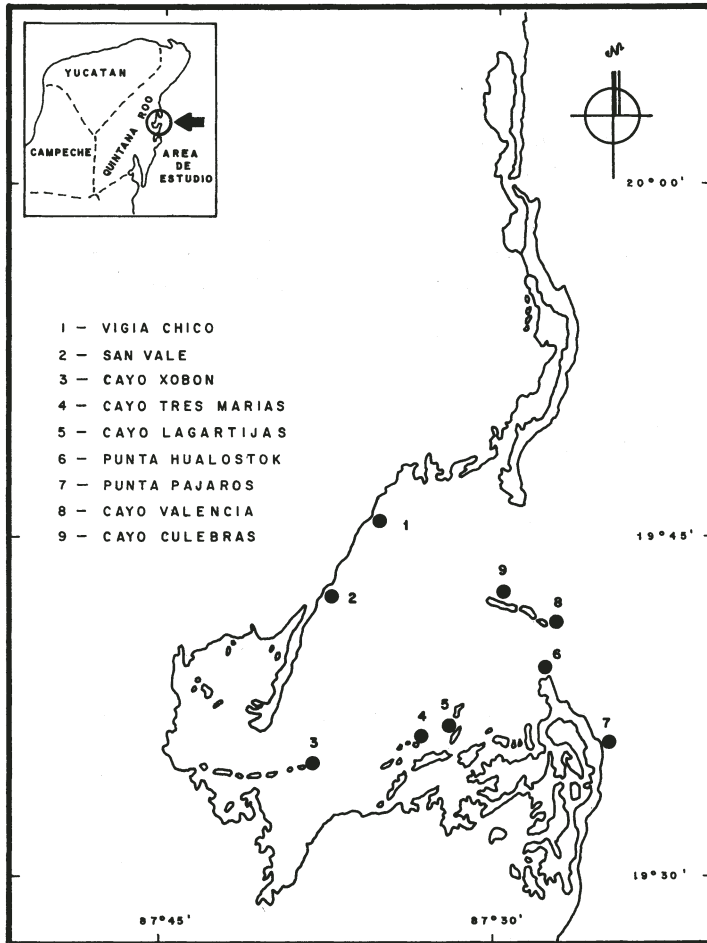 YUCATAN
CAMPECHE
QUINTANA ROO
AREA
DE
ESTUDIO
N
20°00'
1 — VIGIA CHICO
2 — SAN VALE
3 — CAYO XOBON
4 — CAYO TRES MARIAS
5 — CAYO LAGARTIJAS
6 — PUNTA HUALOSTOK
7 — PUNTA PAJAROS
8 — CAYO VALENCIA
9 — CAYO CULEBRAS
1
19°45'
9
2
8
6
5
4
7
3
19°30'
87°45'
87°30'